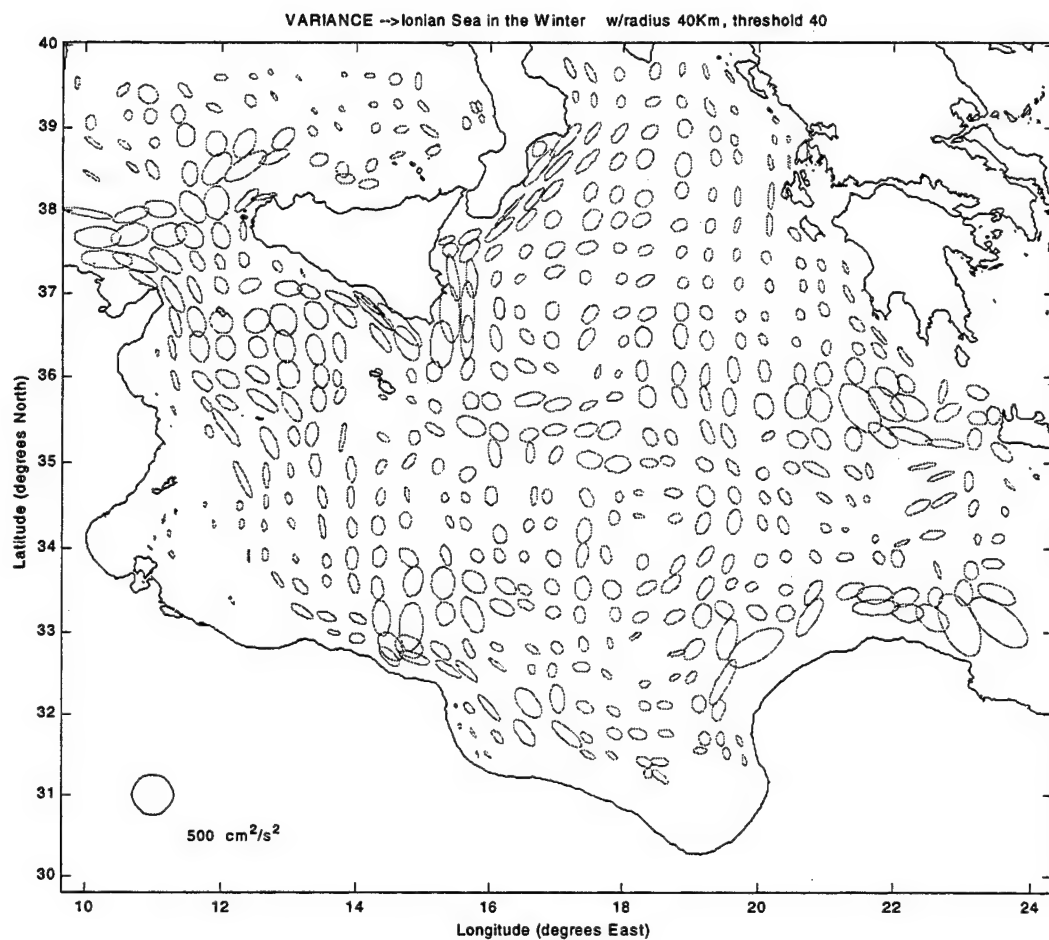 VARIANCE -->Ionian Sea in the Winter w/radius 40Km, threshold 40
40
39
38
37
36
35
34
33
32
31
30
Latitude (degrees North)
500 cm²/s²
10 12 14 16 18 20 22 24
Longitude (degrees East)